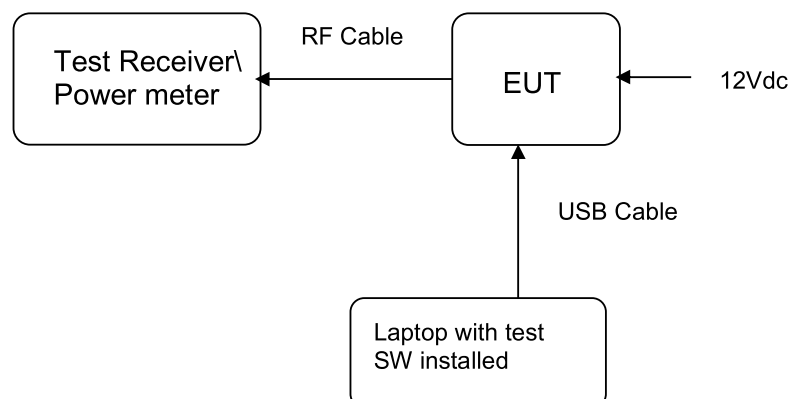 RF Cable
Test Receiver\
Power meter
EUT
12Vdc
USB Cable
Laptop with test
SW installed